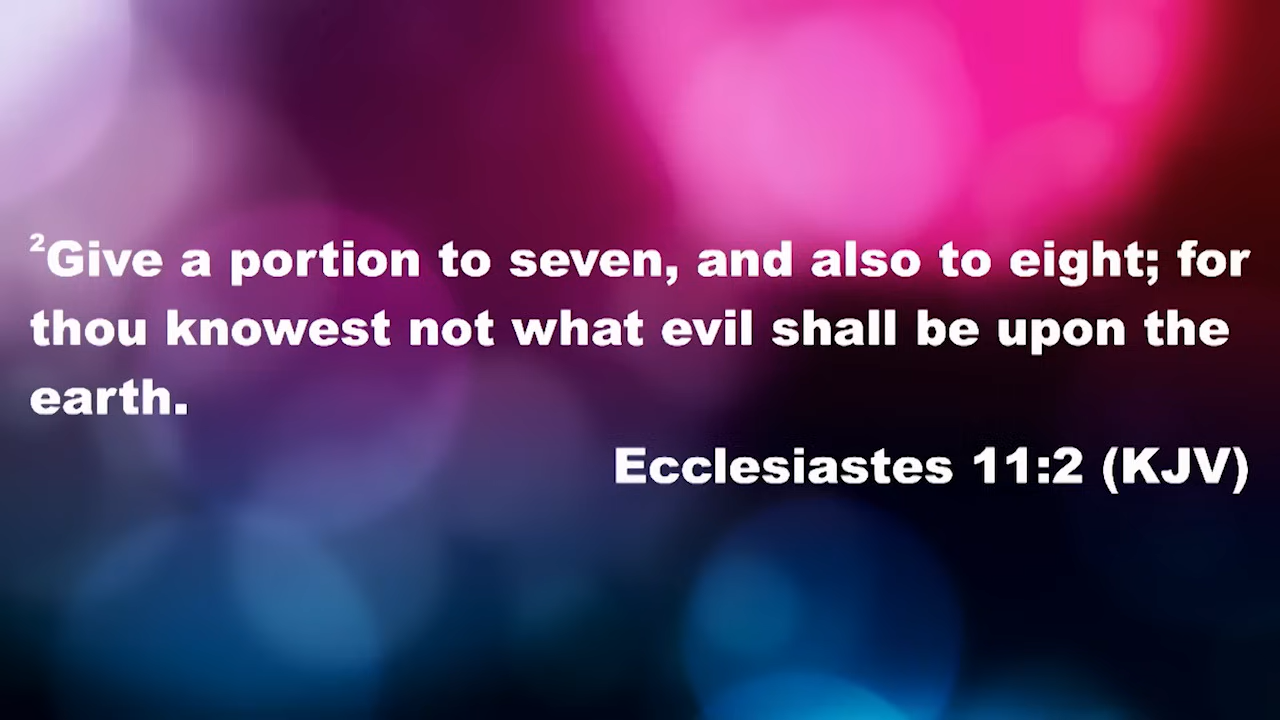 ²Give a portion to seven, and also to eight; for
thou knowest not what evil shall be upon the
earth.
Ecclesiastes 11:2 (KJV)